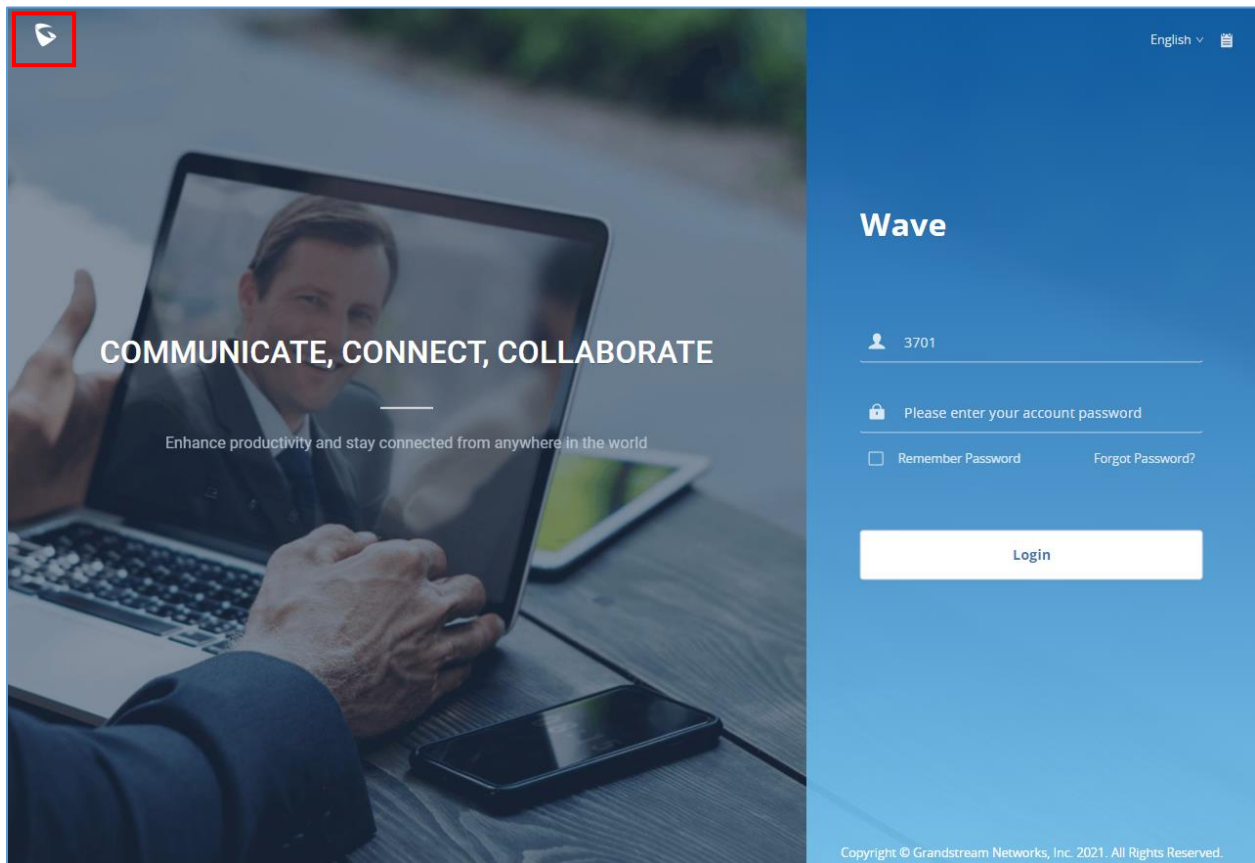 English
Wave
3701
COMMUNICATE, CONNECT, COLLABORATE
Please enter your account password
Enhance productivity and stay connected from anywhere in the world
Remember Password Forgot Password?
Login
Copyright © Grandstream Networks, Inc. 2021. All Rights Reserved.